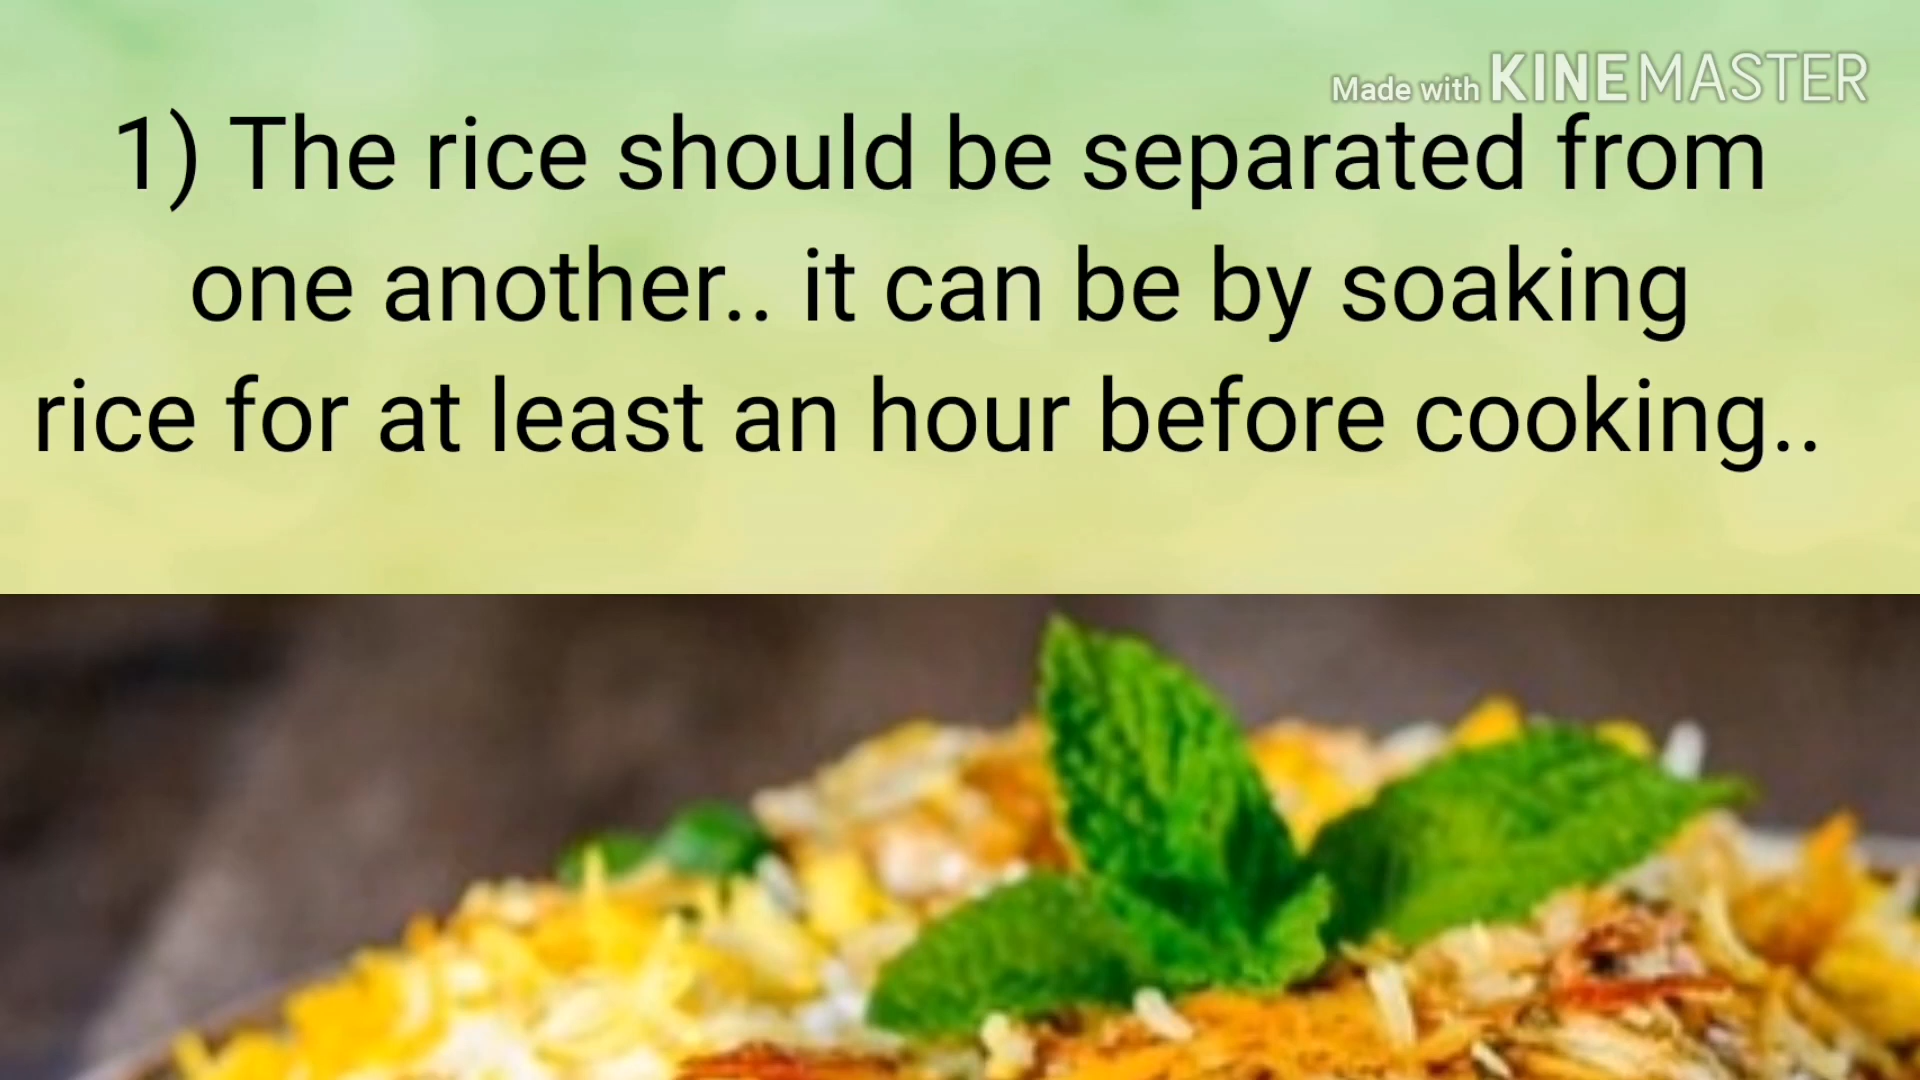 Made with KINEMASTER
1) The rice should be separated from
one another.. it can be by soaking
rice for at least an hour before cooking..